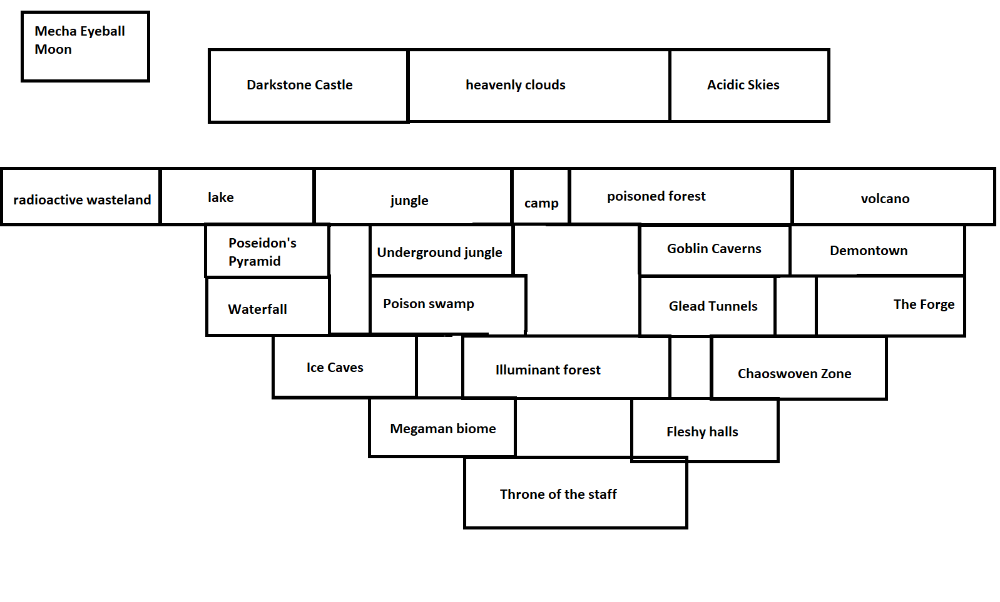 Mecha Eyeball
Moon
Darkstone Castle
heavenly clouds
Acidic Skies
radioactive wasteland
lake
jungle
camp
poisoned forest
volcano
Poseidon's
Pyramid
Underground jungle
Goblin Caverns
Demontown
Waterfall
Poison swamp
Glead Tunnels
The Forge
Ice Caves
Illuminant forest
Chaoswoven Zone
Megaman biome
Fleshy halls
Throne of the staff